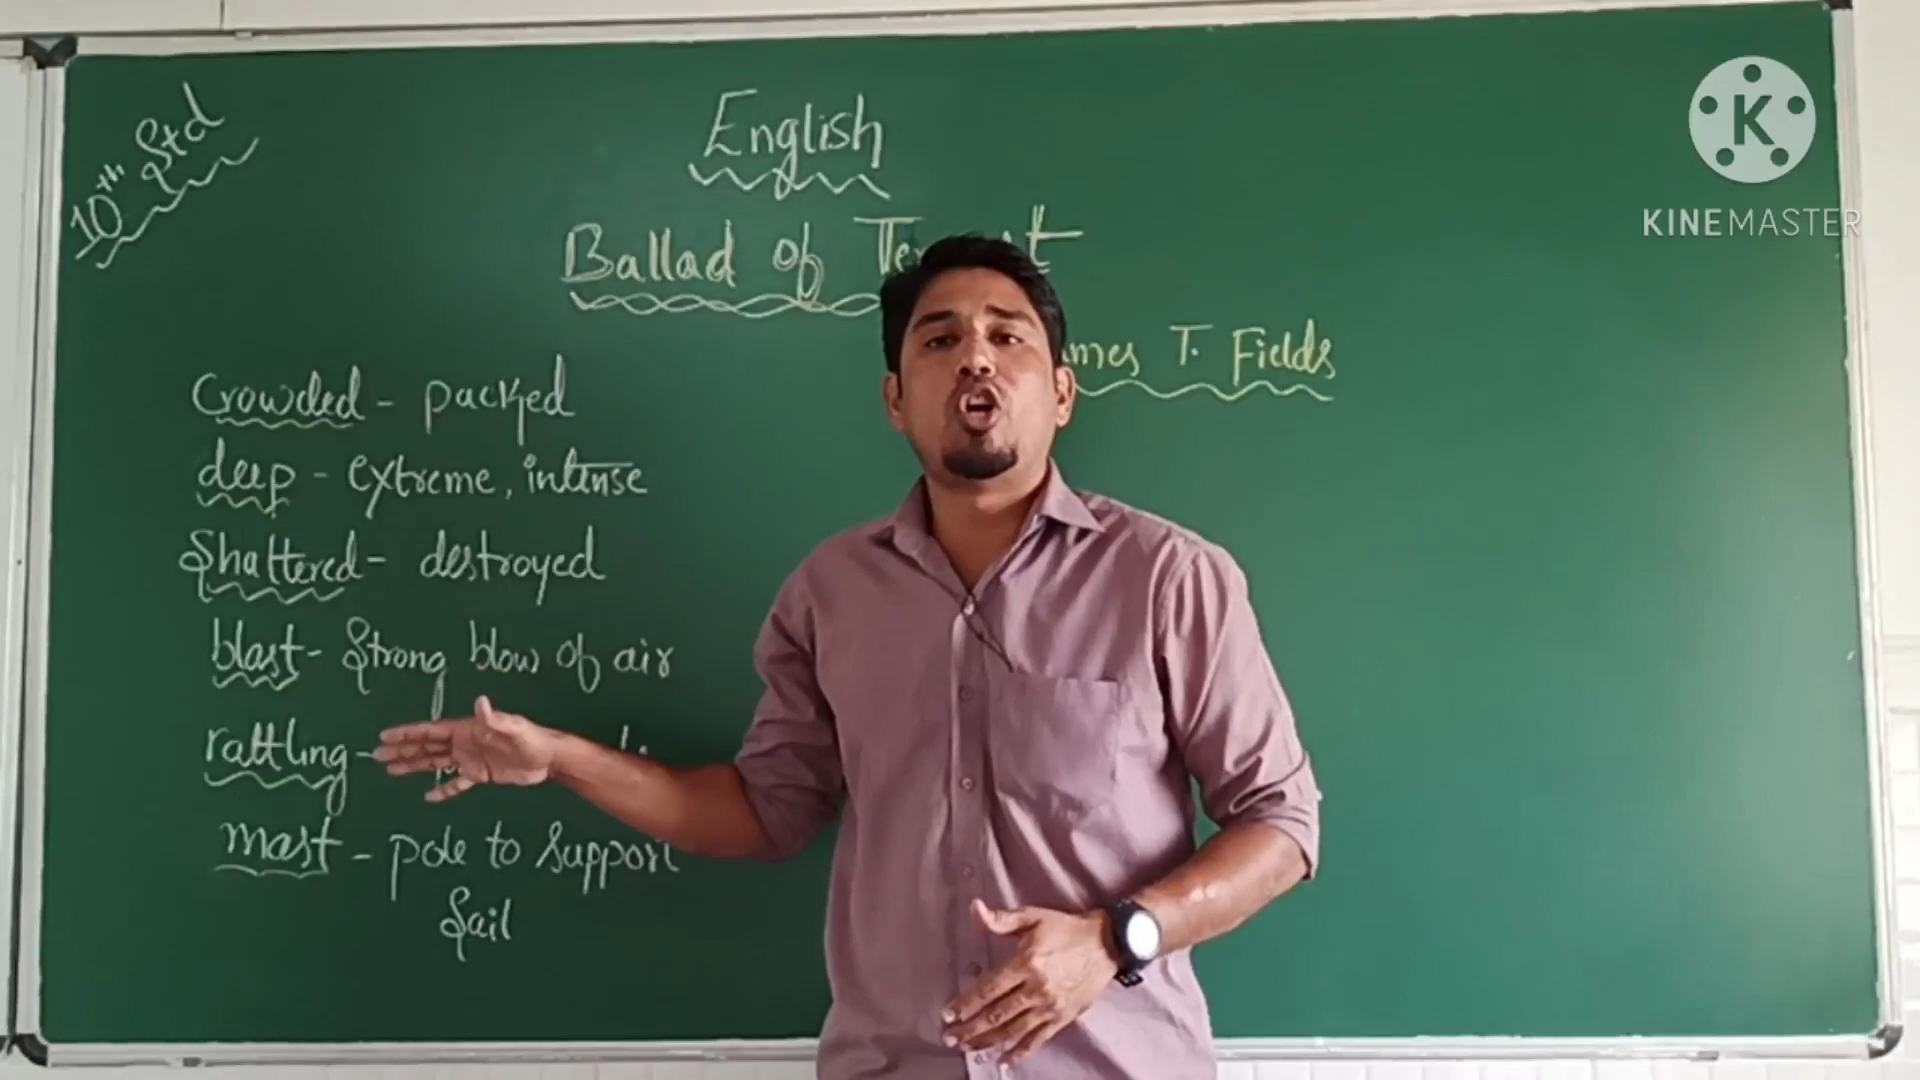 10th Std
English
Ballad of
T. Fields
Crowded - packed
deep - extreme, intense
Shattered - destroyed
blast - Strong blow of air
rattling -
mast - pole to support
Sail
K
KINEMASTER